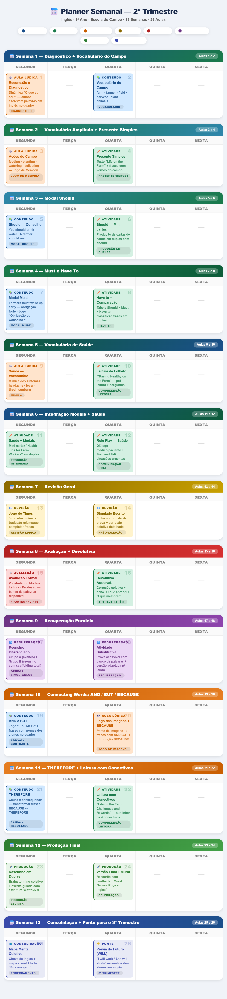 Planner Semanal — 2º Trimestre
Inglês · 9º Ano · Escola do Campo · 13 Semanas · 26 Aulas
Semana 1 — Diagnóstico + Vocabulário do Campo
Aulas 1 e 2
SEGUNDA TERÇA QUARTA QUINTA SEXTA
AULA LÚDICA 1
Reconexão e
Diagnóstico
Dinâmica "O que eu
sei?" — alunos
escrevem palavras em
inglês no quadro
DIAGNÓSTICO
—
CONTEÚDO 2
Vocabulário do
Campo
farm · farmer · field ·
harvest · plant ·
animals
VOCABULÁRIO
—
—
Semana 2 — Vocabulário Ampliado + Presente Simples
Aulas 3 e 4
SEGUNDA TERÇA QUARTA QUINTA SEXTA
AULA LÚDICA 3
Ações do Campo
feeding · planting ·
watering · collecting
— Jogo de Memória
JOGO DE MEMÓRIA
—
ATIVIDADE 4
Presente Simples
Texto "Life on the
Farm" + frases com
verbos do campo
PRESENTE SIMPLES
—
—
Semana 3 — Modal Should
Aulas 5 e 6
SEGUNDA TERÇA QUARTA QUINTA SEXTA
CONTEÚDO 5
Should — Conselho
You should drink
water · A farmer
should rest
MODAL SHOULD
—
ATIVIDADE 6
Should — Mini-
cartaz
Produção de cartaz de
saúde em duplas com
should
PRODUÇÃO EM
DUPLAS
—
—
Semana 4 — Must e Have To
Aulas 7 e 8
SEGUNDA TERÇA QUARTA QUINTA SEXTA
CONTEÚDO 7
Modal Must
Farmers must wake up
early — obrigação
forte · Jogo
"Obrigação ou
Conselho?"
MODAL MUST
—
ATIVIDADE 8
Have to +
Comparação
Tabela Should × Must
× Have to —
classificar frases em
duplas
HAVE TO
—
—
Semana 5 — Vocabulário de Saúde
Aulas 9 e 10
SEGUNDA TERÇA QUARTA QUINTA SEXTA
AULA LÚDICA 9
Saúde —
Vocabulário
Mímica dos sintomas:
headache · fever ·
tired · sunburn
MÍMICA
—
ATIVIDADE 10
Leitura de Folheto
"Staying Healthy on
the Farm" — pré-
leitura + perguntas
COMPREENSÃO
LEITORA
—
—
Semana 6 — Integração Modais + Saúde
Aulas 11 e 12
SEGUNDA TERÇA QUARTA QUINTA SEXTA
ATIVIDADE 11
Saúde + Modais
Mini-cartaz "Health
Tips for Farm
Workers" em duplas
PRODUÇÃO
INTEGRADA
—
ATIVIDADE 12
Role Play — Saúde
Diálogo
médico/paciente +
Turn and Talk
situações urgentes
COMUNICAÇÃO
ORAL
—
—
Semana 7 — Revisão Geral
Aulas 13 e 14
SEGUNDA TERÇA QUARTA QUINTA SEXTA
REVISÃO 13
Jogo de Times
3 rodadas: mímica ·
tradução relâmpago ·
completar frases
REVISÃO LÚDICA
—
REVISÃO 14
Simulado Escrito
Folha no formato da
prova + correção
coletiva detalhada
PRÉ-AVALIAÇÃO
—
—
Semana 8 — Avaliação + Devolutiva
Aulas 15 e 16
SEGUNDA TERÇA QUARTA QUINTA SEXTA
AVALIAÇÃO 15
Avaliação Formal
Vocabulário · Modais ·
Leitura · Produção —
banco de palavras
disponível
4 PARTES · 10 PTS
—
ATIVIDADE 16
Devolutiva +
Autoaval.
Correção coletiva +
ficha "O que aprendi /
O que melhorar"
AUTOAVALIAÇÃO
—
—
Semana 9 — Recuperação Paralela
Aulas 17 e 18
SEGUNDA TERÇA QUARTA QUINTA SEXTA
RECUPERAÇÃO 17
Reensino
Diferenciado
Grupo A (avanço) +
Grupo B (reensino
com scaffolding total)
GRUPOS
SIMULTÂNEOS
—
RECUPERAÇÃO 18
Atividade
Substitutiva
Prova acessível com
banco de palavras +
versão adaptada p/
laudo
RECUPERAÇÃO
—
—
Semana 10 — Connecting Words: AND / BUT / BECAUSE
Aulas 19 e 20
SEGUNDA TERÇA QUARTA QUINTA SEXTA
CONTEÚDO 19
AND e BUT
Jogo "E ou Mas?" +
frases com nomes dos
alunos no quadro
ADIÇÃO ·
CONTRASTE
—
AULA LÚDICA 20
Jogo das Imagens +
BECAUSE
Pares de imagens →
frases com AND/BUT +
introdução BECAUSE
JOGO DE IMAGENS
—
—
Semana 11 — THEREFORE + Leitura com Conectivos
Aulas 21 e 22
SEGUNDA TERÇA QUARTA QUINTA SEXTA
CONTEÚDO 21
THEREFORE
Causa × consequência
— transformar frases
BECAUSE ↔
THEREFORE
CAUSA ·
RESULTADO
—
ATIVIDADE 22
Leitura com
Conectivos
"Life on the Farm:
Challenges and
Rewards" — sublinhar
os 4 conectivos
COMPREENSÃO
LEITORA
—
—
Semana 12 — Produção Final
Aulas 23 e 24
SEGUNDA TERÇA QUARTA QUINTA SEXTA
PRODUÇÃO 23
Rascunho em
Duplas
Brainstorming coletivo
+ escrita guiada com
estrutura scaffolded
PRODUÇÃO
ESCRITA
—
PRODUÇÃO 24
Versão Final + Mural
Reescrita com
feedback + Mural
"Nossa Roça em
Inglês"
CELEBRAÇÃO
—
—
Semana 13 — Consolidação + Ponte para o 3º Trimestre
Aulas 25 e 26
SEGUNDA TERÇA QUARTA QUINTA SEXTA
CONSOLIDAÇÃO 25
Mapa Mental
Coletivo
Chuva de inglês +
mapa visual + ficha
"Eu consigo..."
ENCERRAMENTO
—
PONTE 26
Prévia do Futuro
(WILL)
"I will work / She will
study" — sonhos dos
alunos em inglês
3º TRIMESTRE
—
—